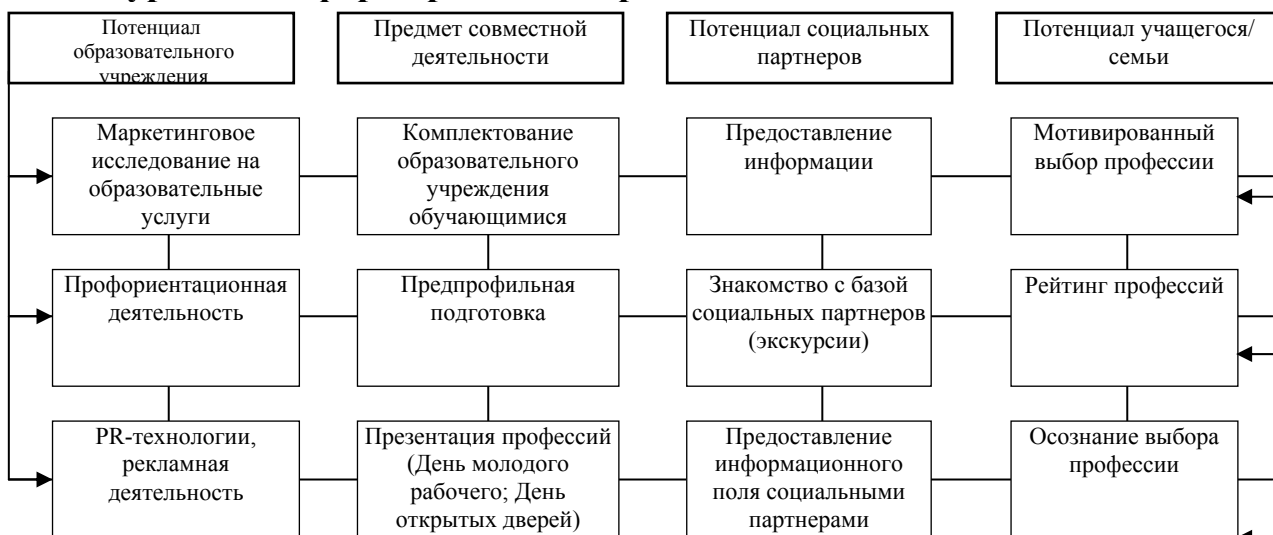 Потенциал
образовательного
учреждения
Предмет совместной
деятельности
Потенциал социальных
партнеров
Потенциал учащегося/
семьи
Маркетинговое
исследование на
образовательные
услуги
Комплектование
образовательного
учреждения
обучающимися
Предоставление
информации
Мотивированный
выбор профессии
Профориентационная
деятельность
Предпрофильная
подготовка
Знакомство с базой
социальных партнеров
(экскурсии)
Рейтинг профессий
PR-технологии,
рекламная
деятельность
Презентация профессий
(День молодого
рабочего; День
открытых дверей)
Предоставление
информационного
поля социальными
партнерами
Осознание выбора
профессии